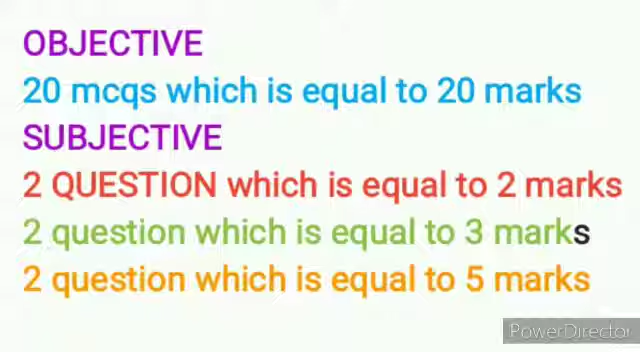 OBJECTIVE
20 mcqs which is equal to 20 marks
SUBJECTIVE
2 QUESTION which is equal to 2 marks
2 question which is equal to 3 marks
2 question which is equal to 5 marks
PowerDirector